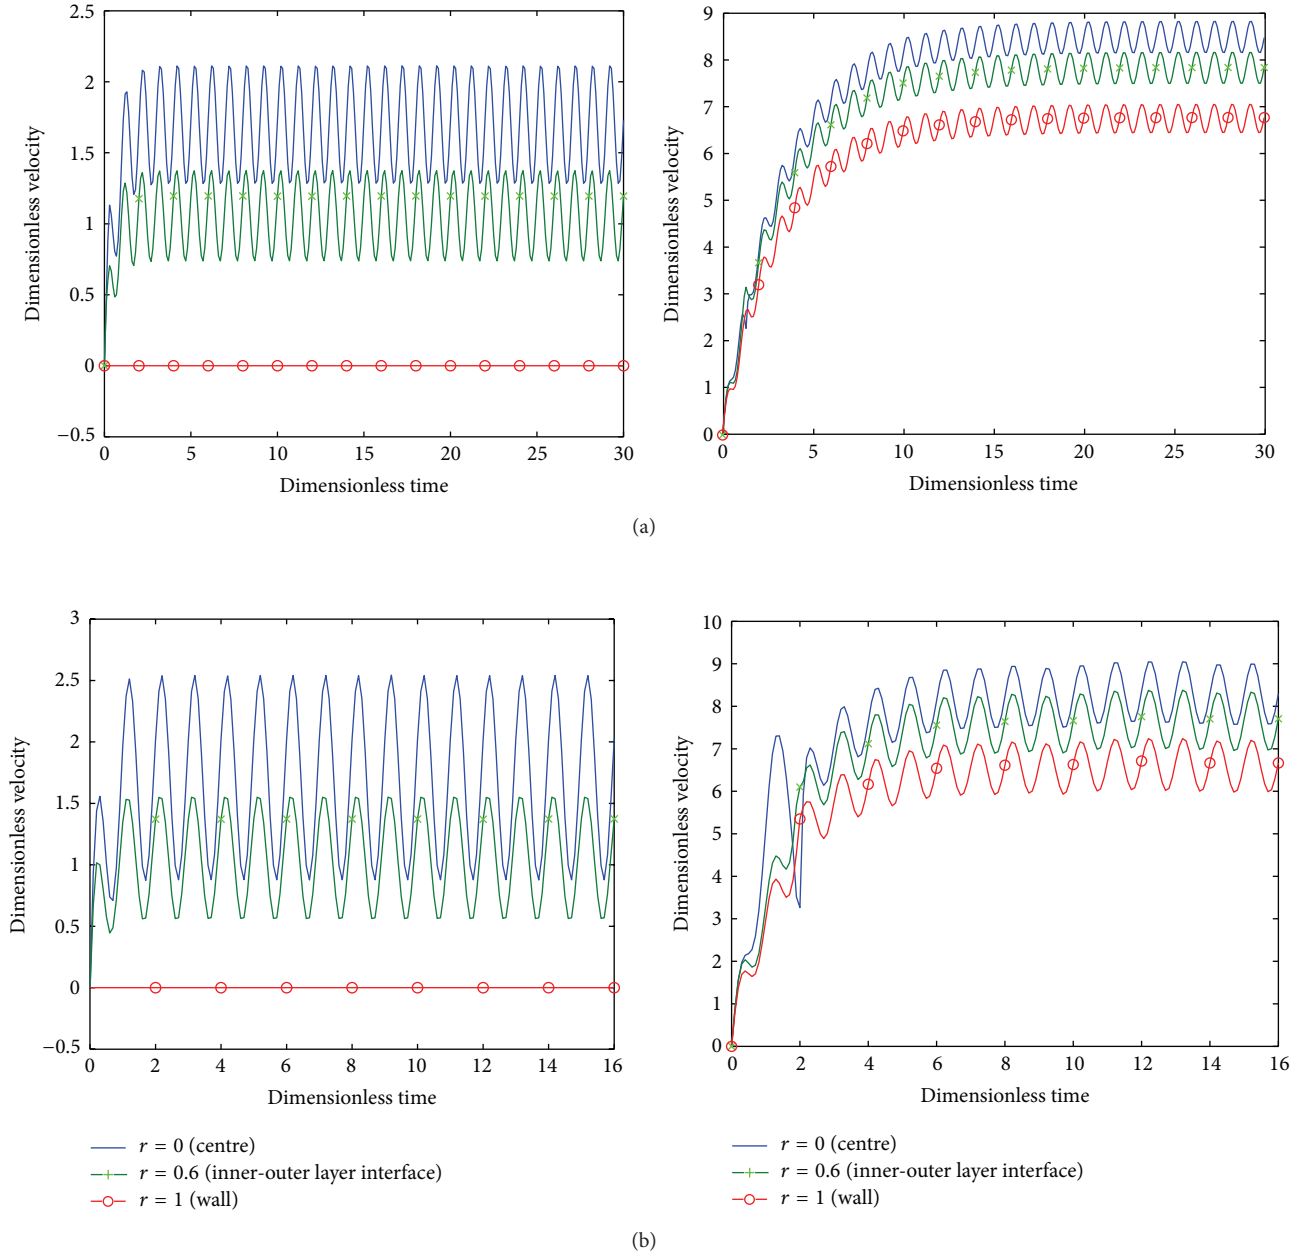 2.5
2
1.5
1
0.5
0
−0.5
0 5 10 15 20 25 30
Dimensionless velocity
Dimensionless time
9
8
7
6
5
4
3
2
1
0
0 5 10 15 20 25 30
Dimensionless velocity
Dimensionless time
(a)
3
2.5
2
1.5
1
0.5
0
−0.5
0 2 4 6 8 10 12 14 16
Dimensionless velocity
Dimensionless time
r = 0 (centre)
r = 0.6 (inner-outer layer interface)
r = 1 (wall)
10
9
8
7
6
5
4
3
2
1
0
0 2 4 6 8 10 12 14 16
Dimensionless velocity
Dimensionless time
r = 0 (centre)
r = 0.6 (inner-outer layer interface)
r = 1 (wall)
(b)